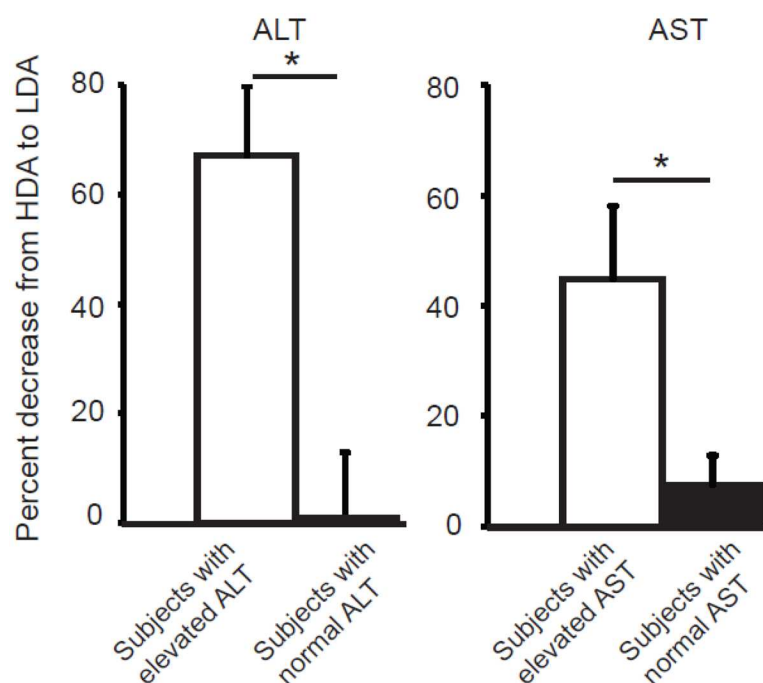 ALT
AST
Percent decrease from HDA to LDA
80
60
40
20
0
*
Subjects with
elevated ALT
Subjects with
normal ALT
80
60
40
20
0
*
Subjects with
elevated AST
Subjects with
normal AST